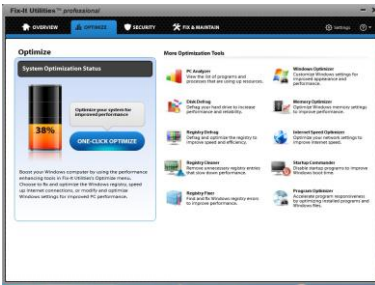 Fix-It Utilities™ professional
OVERVIEW
OPTIMIZE
SECURITY
FIX & MAINTAIN
Settings
Optimize
System Optimization Status
38%
Optimize your system for
improved performance
ONE-CLICK OPTIMIZE
Boost your Windows computer by using the performance
enhancing tools in Fix-It Utilities's Optimize menu.
Choose to fix and optimize the Windows registry, speed
up Internet connections, or modify and optimize
Windows settings for improved PC performance.
More Optimization Tools
PC Analyzer
View the list of programs and
processes that are using up resources.
Disk Defrag
Defrag your hard drive to increase
performance and reliability.
Registry Defrag
Defrag and optimize the registry to
improve speed and efficiency.
Registry Cleaner
Remove unnecessary registry entries
that slow down performance.
Registry Fixer
Find and fix Windows registry errors
to improve performance.
Windows Optimizer
Customize Windows settings for
improved appearance and
performance.
Memory Optimizer
Optimize Windows memory settings
to improve performance.
Internet Speed Optimizer
Optimize your network settings to
improve Internet speed.
Startup Commander
Disable startup programs to improve
Windows boot time.
Program Optimizer
Accelerate program responsiveness
by optimizing installed programs and
Windows files.